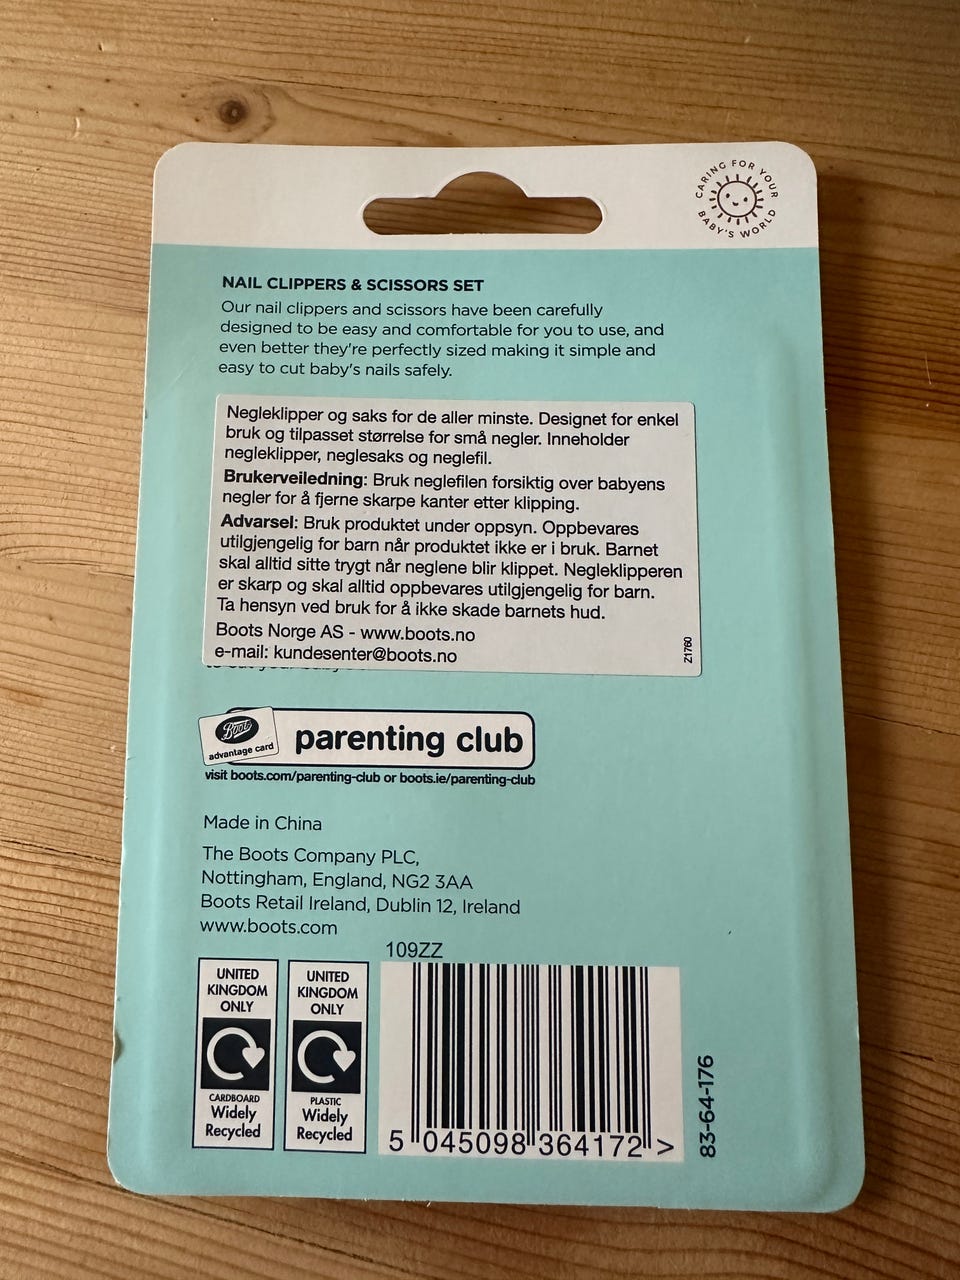 CARING FOR YOUR
BABY'S WORLD
NAIL CLIPPERS & SCISSORS SET
Our nail clippers and scissors have been carefully
designed to be easy and comfortable for you to use, and
even better they're perfectly sized making it simple and
easy to cut baby's nails safely.
Negleklipper og saks for de aller minste. Designet for enkel
bruk og tilpasset størrelse for små negler. Inneholder
negleklipper, neglesaks og neglefil.
Brukerveiledning: Bruk neglefilen forsiktig over babyens
negler for å fjerne skarpe kanter etter klipping.
Advarsel: Bruk produktet under oppsyn. Oppbevares
utilgjengelig for barn når produktet ikke er i bruk. Barnet
skal alltid sitte trygt når neglene blir klippet. Negleklipperen
er skarp og skal alltid oppbevares utilgjengelig for barn.
Ta hensyn ved bruk for å ikke skade barnets hud.
Boots Norge AS - www.boots.no
e-mail: kundesenter@boots.no
Z1760
Boots
advantage card
parenting club
visit boots.com/parenting-club or boots.ie/parenting-club
Made in China
The Boots Company PLC,
Nottingham, England, NG2 3AA
Boots Retail Ireland, Dublin 12, Ireland
www.boots.com
109ZZ
UNITED
KINGDOM
ONLY
CARDBOARD
Widely
Recycled
UNITED
KINGDOM
ONLY
PLASTIC
Widely
Recycled
5 045098 364172 >
83-64-176